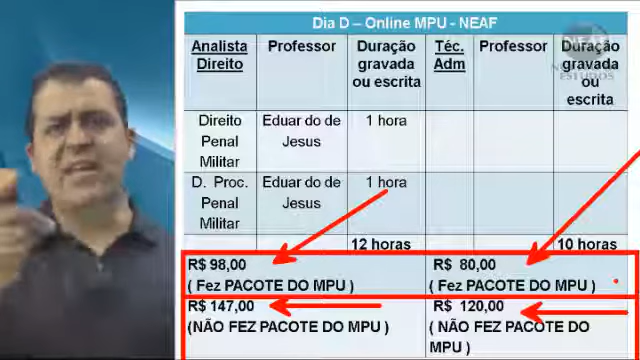 Dia D – Online MPU - NEAF
Analista Direito
Professor
Duração gravada ou escrita
Téc. Adm
Professor
Duração gravada ou escrita
Direito Penal Militar
Eduar do de Jesus
1 hora
D. Proc. Penal Militar
Eduar do de Jesus
1 hora
12 horas
10 horas
R$ 98,00
( Fez PACOTE DO MPU )
R$ 80,00
( Fez PACOTE DO MPU )
R$ 147,00
(NÃO FEZ PACOTE DO MPU )
R$ 120,00
( NÃO FEZ PACOTE DO
MPU )